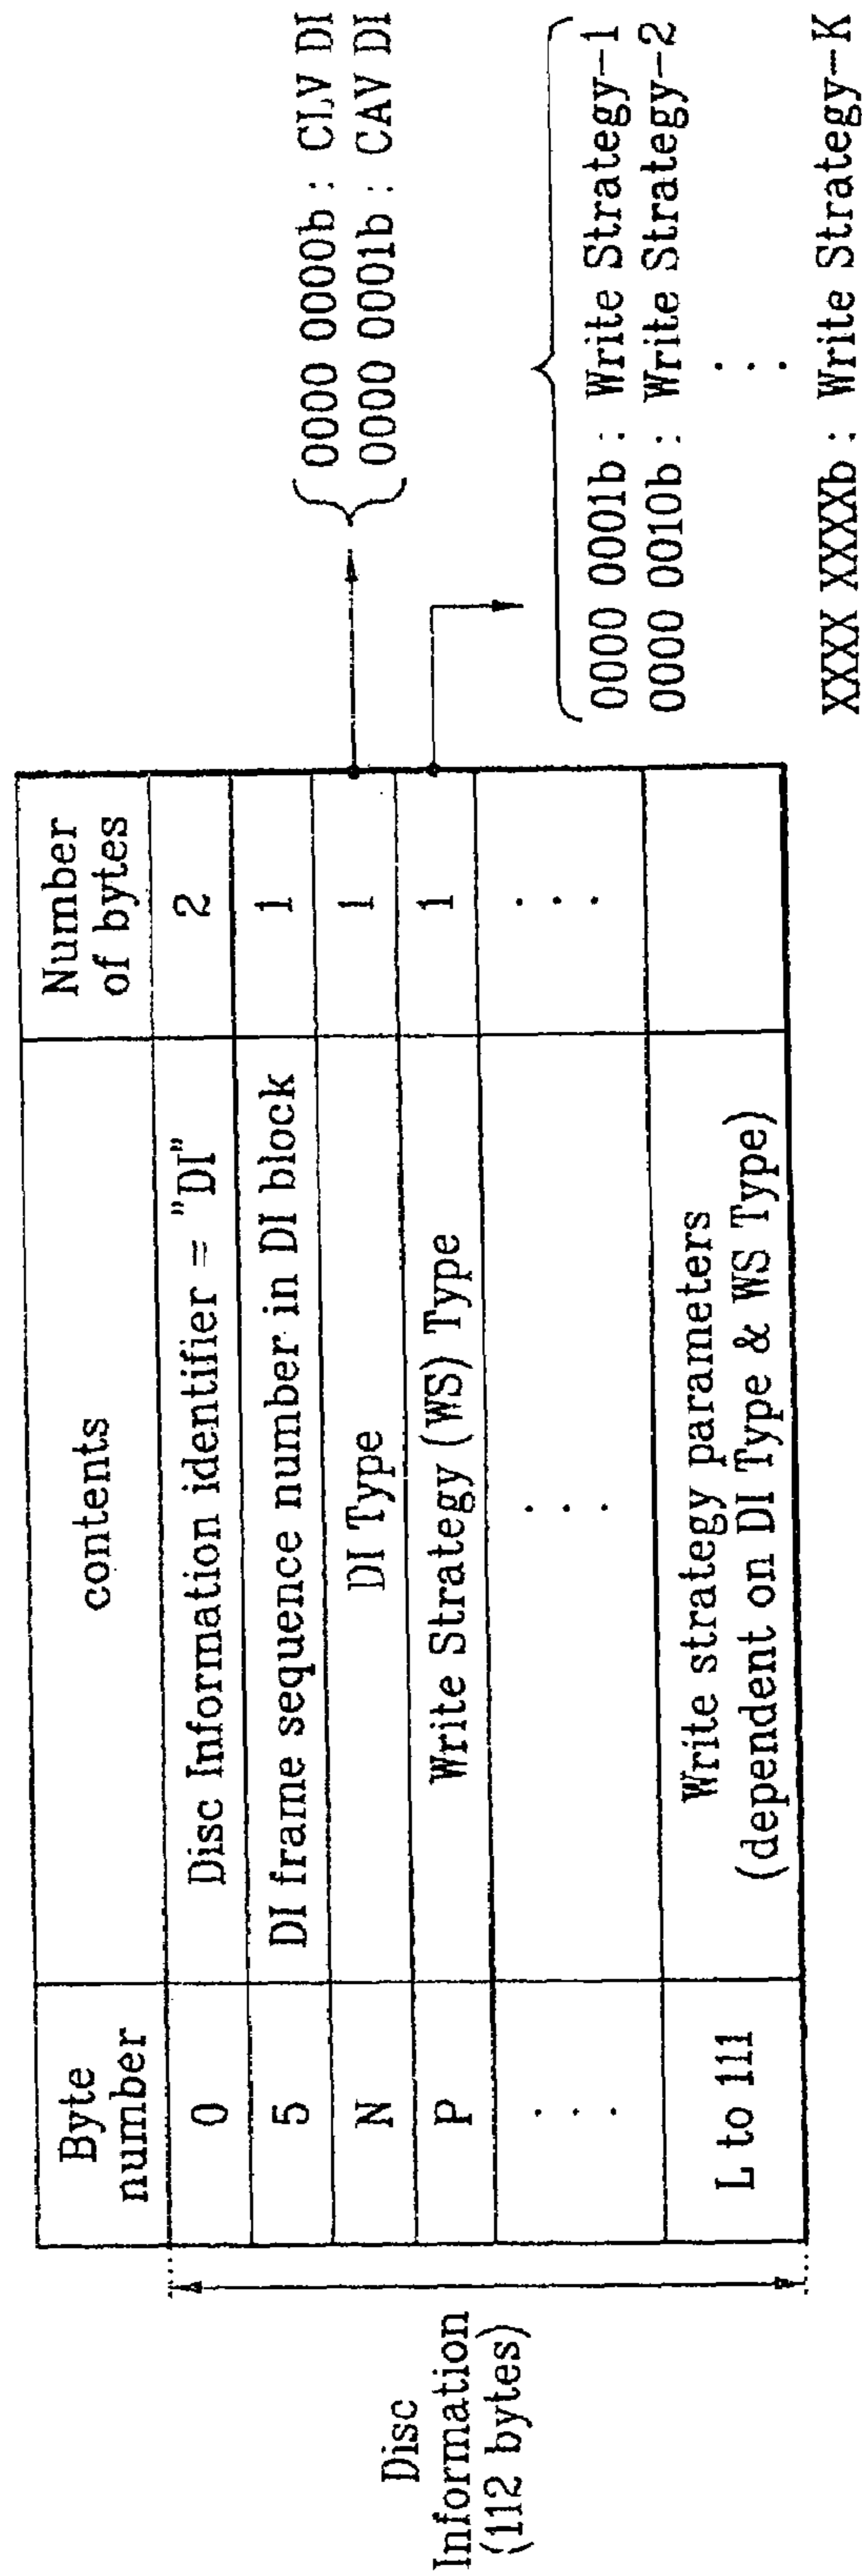 Byte number
contents
Number of bytes
0
Disc Information identifier = "DI"
2
5
DI frame sequence number in DI block
1
N
DI Type
1
0000 0000b : CLV DI
0000 0001b : CAV DI
P
Write Strategy (WS) Type
1
0000 0001b : Write Strategy-1
0000 0010b : Write Strategy-2
XXXX XXXXb : Write Strategy-K
. . .
. . .
. . .
L to 111
Write strategy parameters
(dependent on DI Type & WS Type)
Disc
Information
(112 bytes)